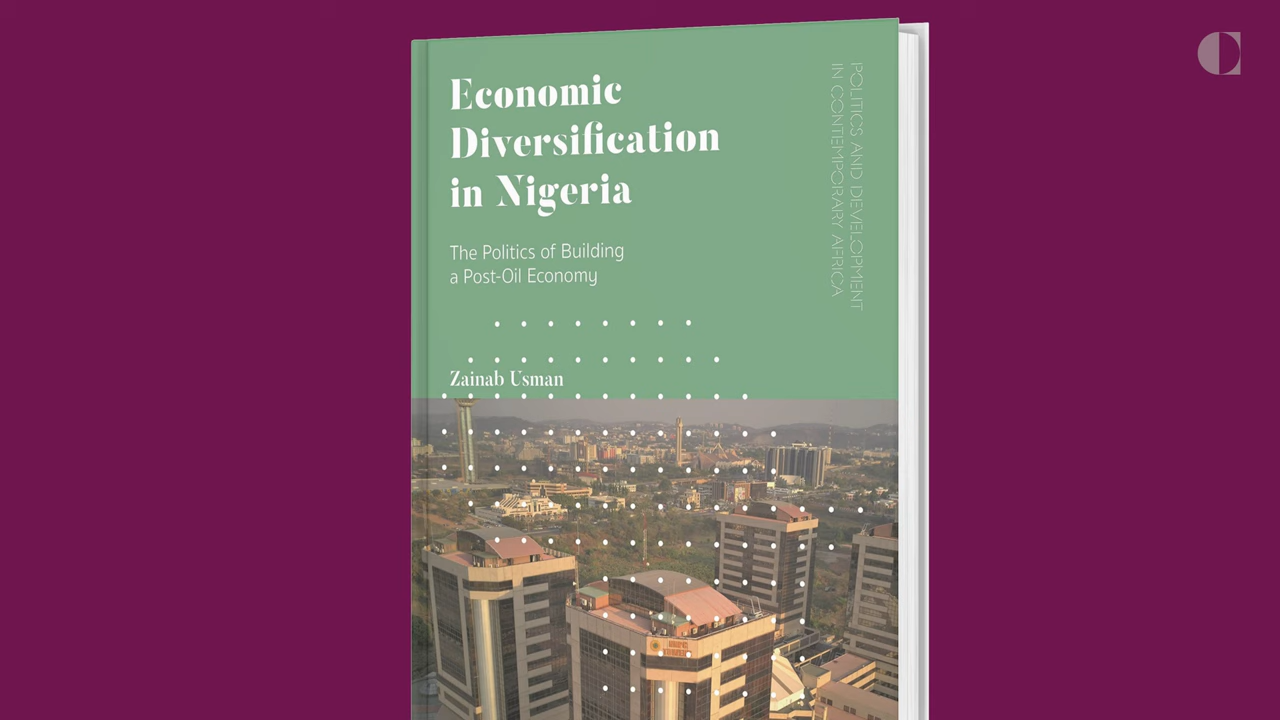 Economic
Diversification
in Nigeria
The Politics of Building
a Post-Oil Economy
Zainab Usman
POLITICS AND DEVELOPMENT
IN CONTEMPORARY AFRICA